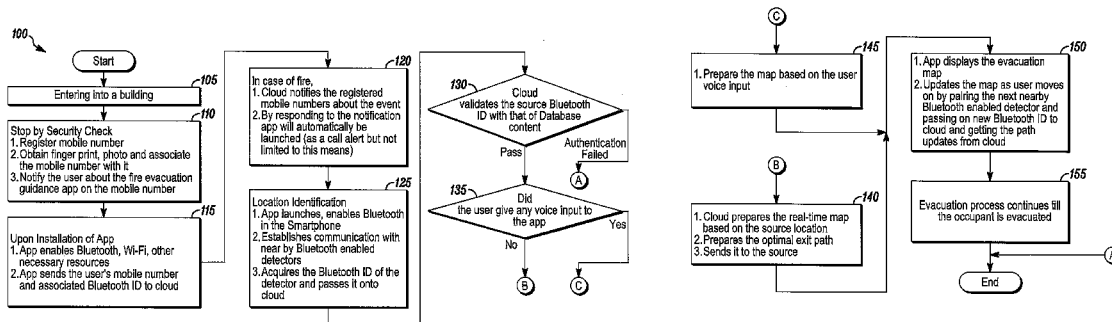 100
Start
105
Entering into a building
110
Stop by Security Check
1. Register mobile number
2. Obtain finger print, photo and associate
the mobile number with it
3. Notify the user about the fire evacuation
guidance app on the mobile number
115
Upon Installation of App
1. App enables Bluetooth, Wi-Fi, other
necessary resources
2. App sends the user's mobile number
and associated Bluetooth ID to cloud
120
In case of fire,
1. Cloud notifies the registered
mobile numbers about the event
2. By responding to the notification
app will automatically be
launched (as a call alert but not
limited to this means)
125
Location Identification
1. App launches, enables Bluetooth
in the Smartphone
2. Establishes communication with
near by Bluetooth enabled
detectors
3. Acquires the Bluetooth ID of the
detector and passes it onto
cloud
130
Cloud
validates the source Bluetooth
ID with that of Database
content
Pass
Authentication
Failed
A
135
Did
the user give any voice input to
the app
No
Yes
B
C
C
145
1. Prepare the map based on the user
voice input
B
140
1. Cloud prepares the real-time map
based on the source location
2. Prepares the optimal exit path
3. Sends it to the source
150
1. App displays the evacuation
map
2. Updates the map as user moves
on by pairing the next nearby
Bluetooth enabled detector and
passing on new Bluetooth ID to
cloud and getting the path
updates from cloud
155
Evacuation process continues till
the occupant is evacuated
A
End